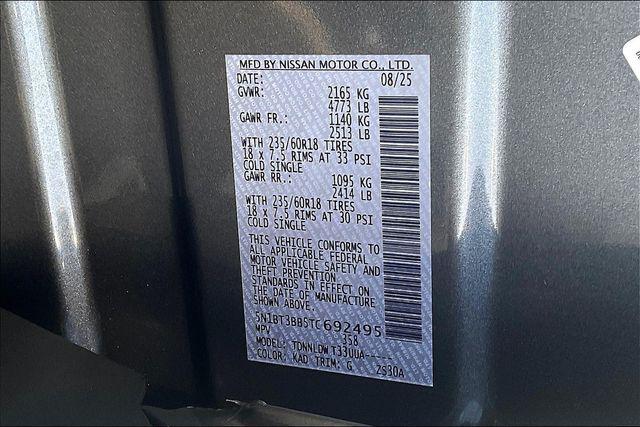 MFD BY NISSAN MOTOR CO., LTD.
DATE: 08/25
GVWR: 2165 KG
4773 LB
GAWR FR.: 1140 KG
2513 LB
WITH 235/60R18 TIRES
18 x 7.5 RIMS AT 33 PSI
COLD SINGLE
GAWR RR.: 1095 KG
2414 LB
WITH 235/60R18 TIRES
18 x 7.5 RIMS AT 30 PSI
COLD SINGLE
THIS VEHICLE CONFORMS TO
ALL APPLICABLE FEDERAL
MOTOR VEHICLE SAFETY AND
THEFT PREVENTION
STANDARDS IN EFFECT ON
THE DATE OF MANUFACTURE
SHOWN ABOVE.
5N1BT3BB5TC692495
MPV 358
MODEL: TDNNLDWT33UUA-----
COLOR: KAD TRIM: G 2S30A